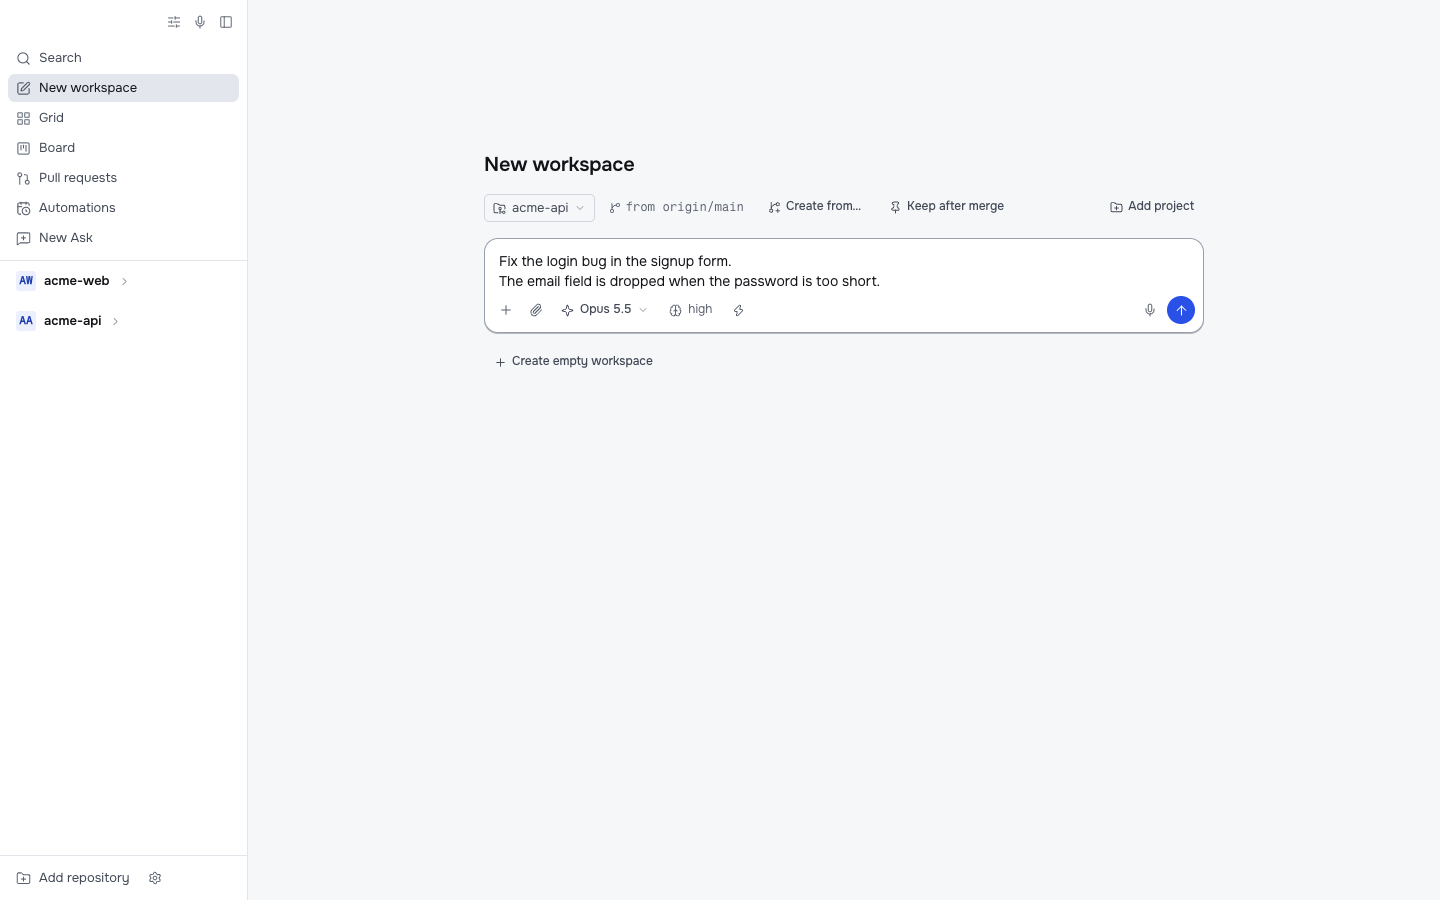 Search
New workspace
Grid
Board
Pull requests
Automations
New Ask
AW acme-web
AA acme-api
Add repository
New workspace
acme-api from origin/main Create from... Keep after merge Add project
Fix the login bug in the signup form.
The email field is dropped when the password is too short.
Opus 5.5 high
Create empty workspace